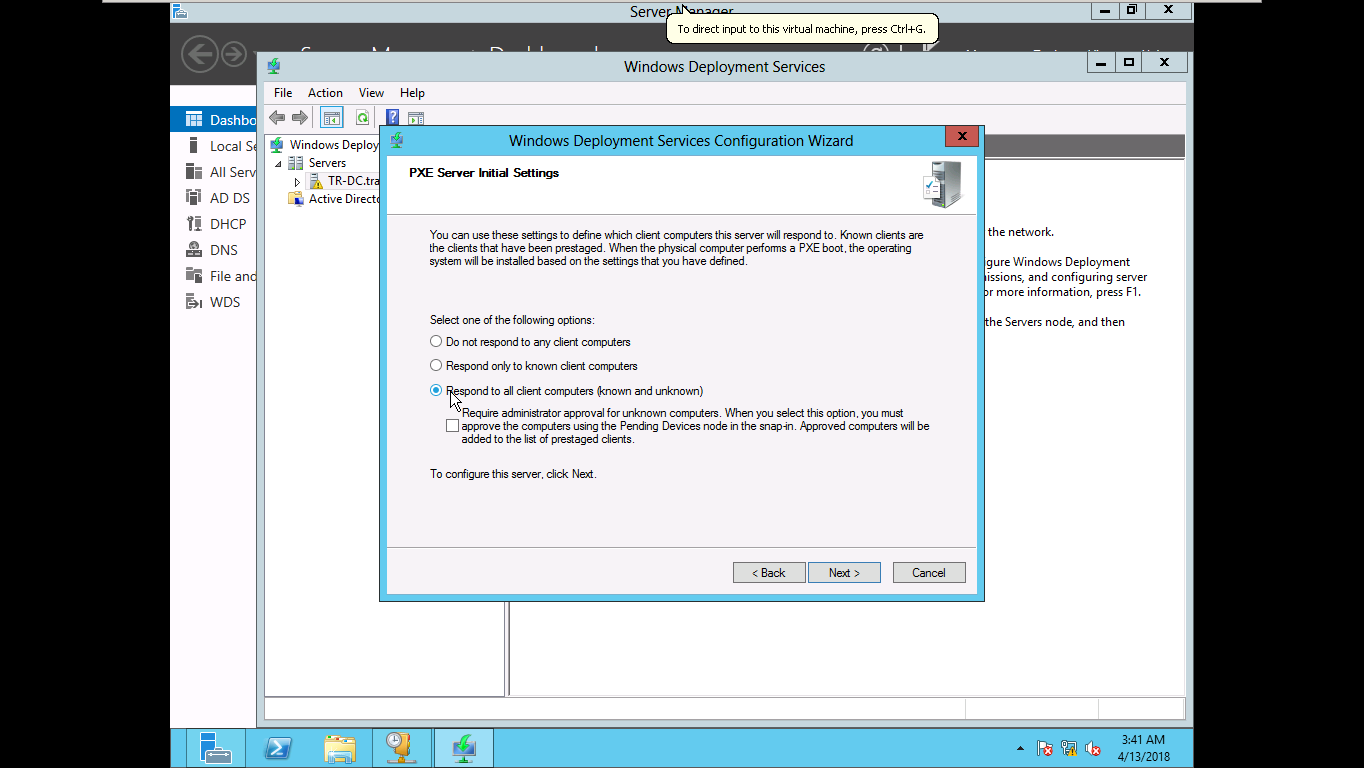 Server Manager
To direct input to this virtual machine, press Ctrl+G.
Windows Deployment Services
File Action View Help
Dashbo
Local Se
All Serv
AD DS
DHCP
DNS
File and
WDS
Windows Deploy
Servers
TR-DC.tra
Active Directo
Windows Deployment Services Configuration Wizard
PXE Server Initial Settings
You can use these settings to define which client computers this server will respond to. Known clients are
the clients that have been prestaged. When the physical computer performs a PXE boot, the operating
system will be installed based on the settings that you have defined.
Select one of the following options:
Do not respond to any client computers
Respond only to known client computers
Respond to all client computers (known and unknown)
Require administrator approval for unknown computers. When you select this option, you must
approve the computers using the Pending Devices node in the snap-in. Approved computers will be
added to the list of prestaged clients.
To configure this server, click Next.
< Back Next > Cancel
the network.
gure Windows Deployment
issions, and configuring server
or more information, press F1.
the Servers node, and then
3:41 AM
4/13/2018